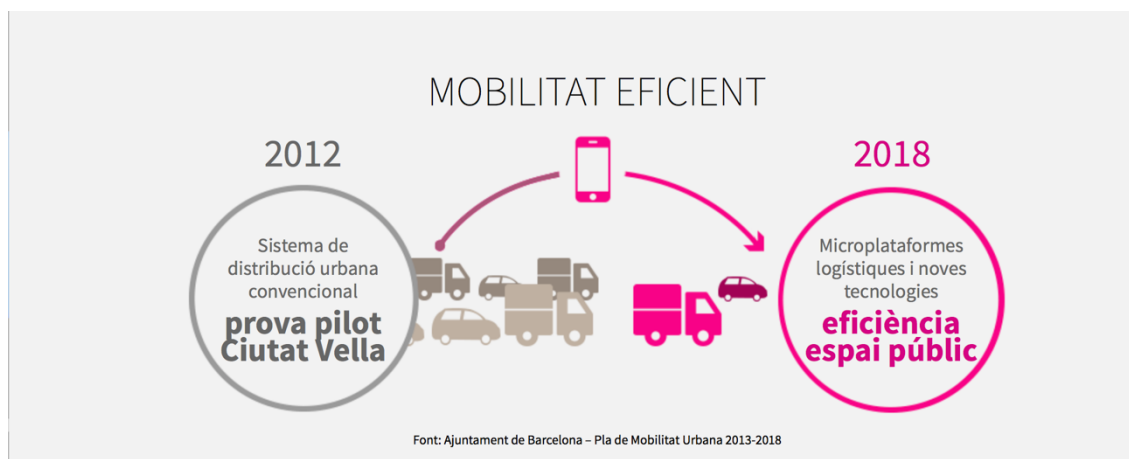 MOBILITAT EFICIENT
2012
Sistema de
distribució urbana
convencional
prova pilot
Ciutat Vella
2018
Microplataformes
logístiques i noves
tecnologies
eficiència
espai públic
Font: Ajuntament de Barcelona – Pla de Mobilitat Urbana 2013-2018